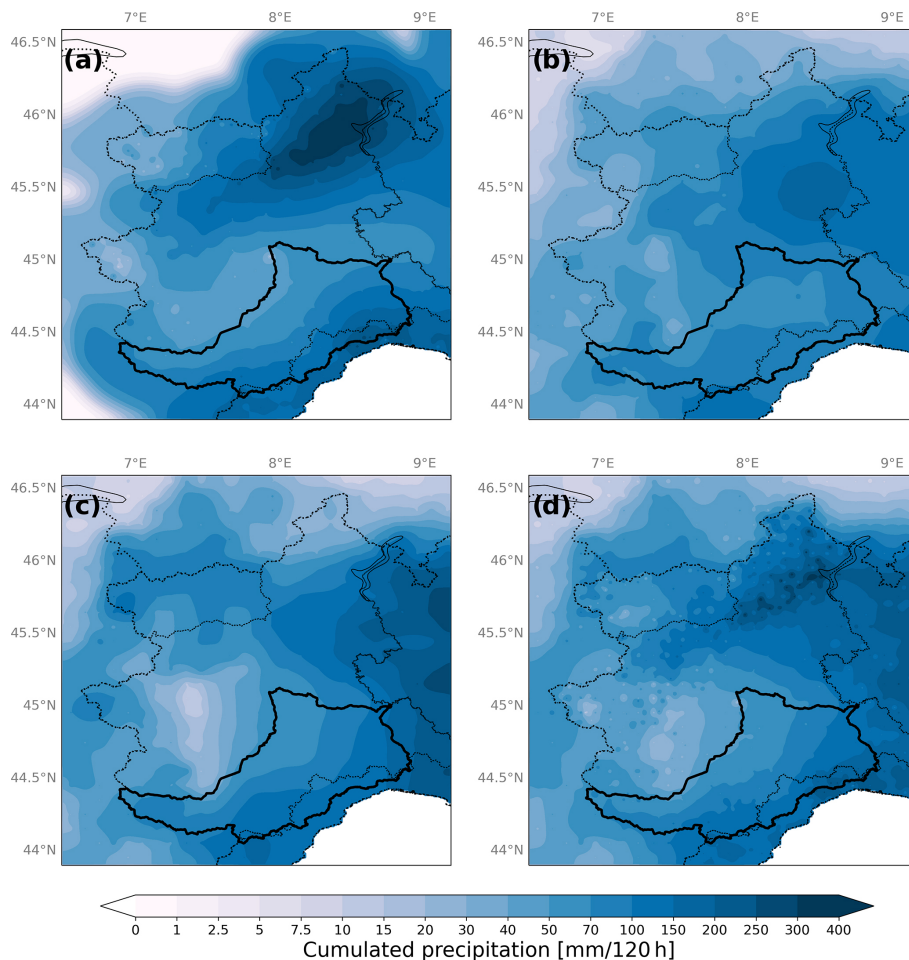 7°E 8°E 9°E 7°E 8°E 9°E
46.5°N 46.5°N
(a) (b)
46°N 46°N
45.5°N 45.5°N
45°N 45°N
44.5°N 44.5°N
44°N 44°N
7°E 8°E 9°E 7°E 8°E 9°E
46.5°N 46.5°N
(c) (d)
46°N 46°N
45.5°N 45.5°N
45°N 45°N
44.5°N 44.5°N
44°N 44°N
0 1 2.5 5 7.5 10 15 20 30 40 50 70 100 150 200 250 300 400
Cumulated precipitation [mm/120 h]